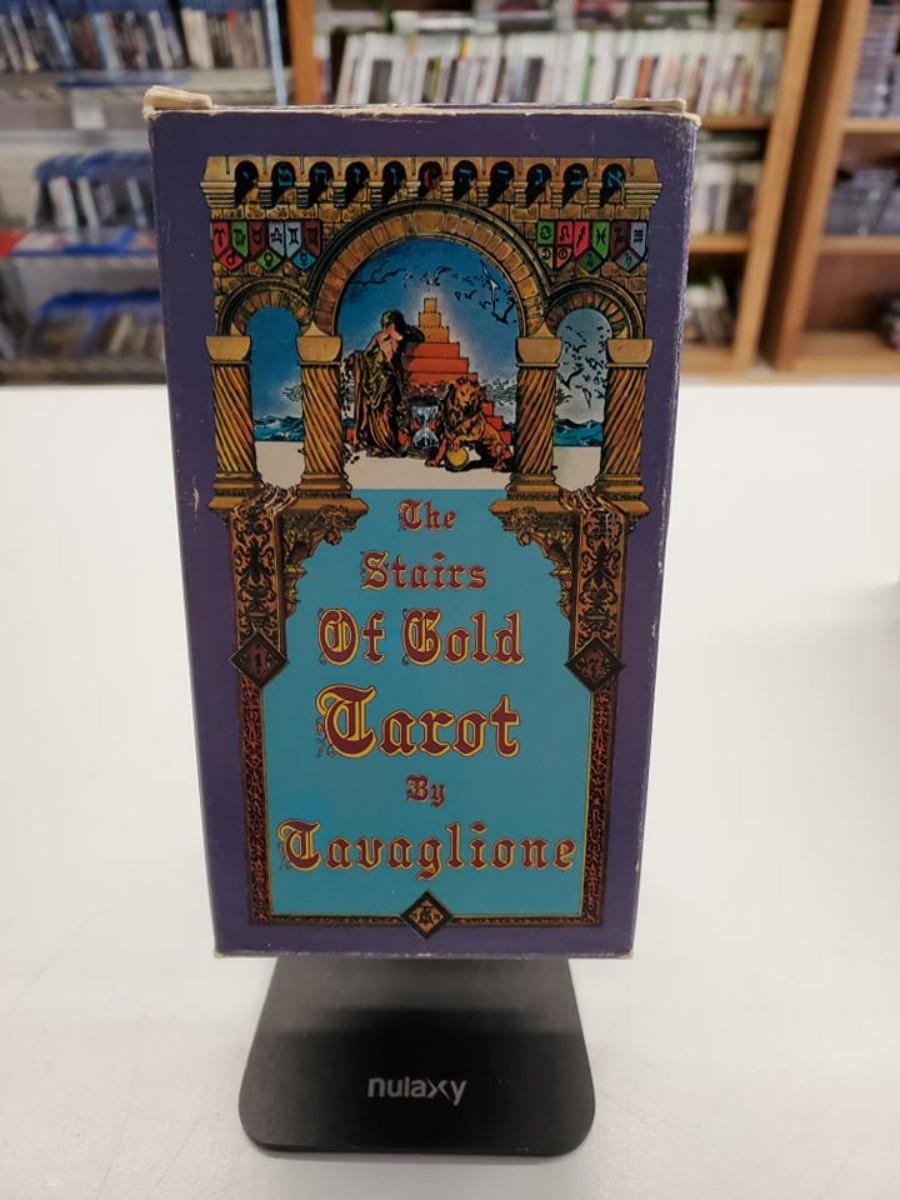 The
Stairs
Of Gold
Tarot
By
Tavaglione
nulaxy